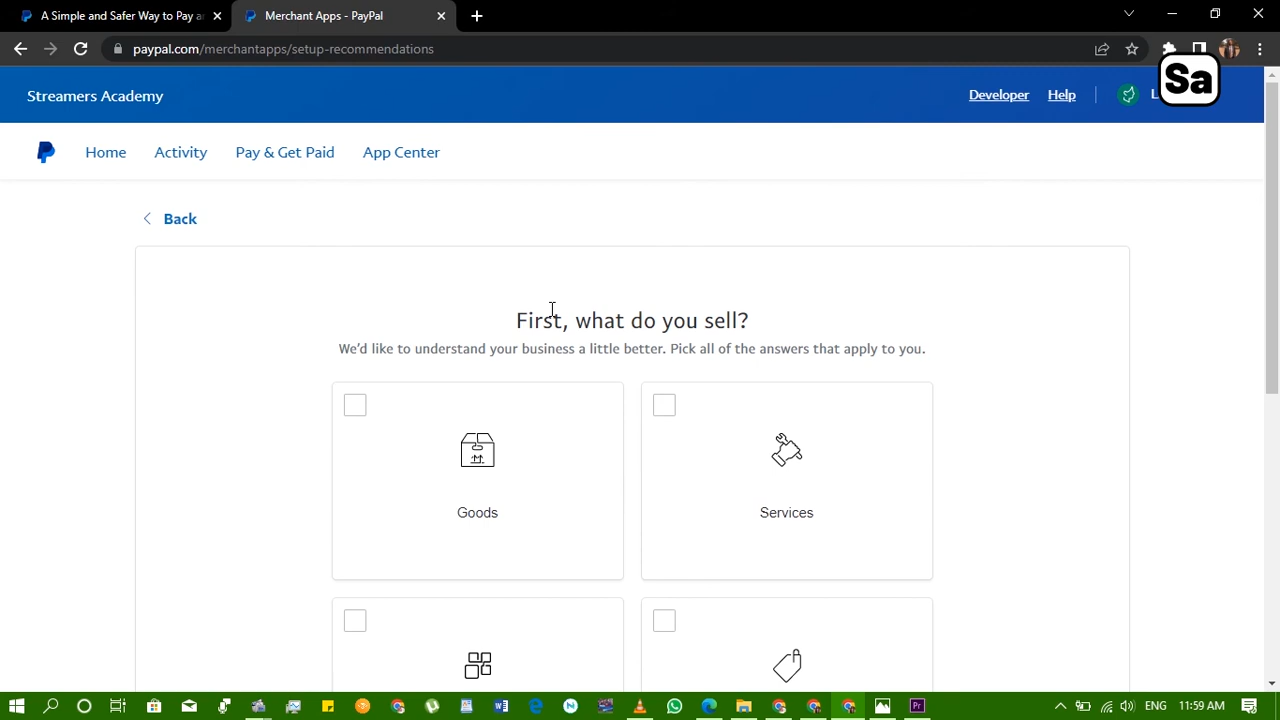 A Simple and Safer Way to Pay a
Merchant Apps - PayPal
paypal.com/merchantapps/setup-recommendations
Sa
Streamers Academy
Developer
Help
L
Home
Activity
Pay & Get Paid
App Center
Back
First, what do you sell?
We'd like to understand your business a little better. Pick all of the answers that apply to you.
Goods
Services
ENG
11:59 AM